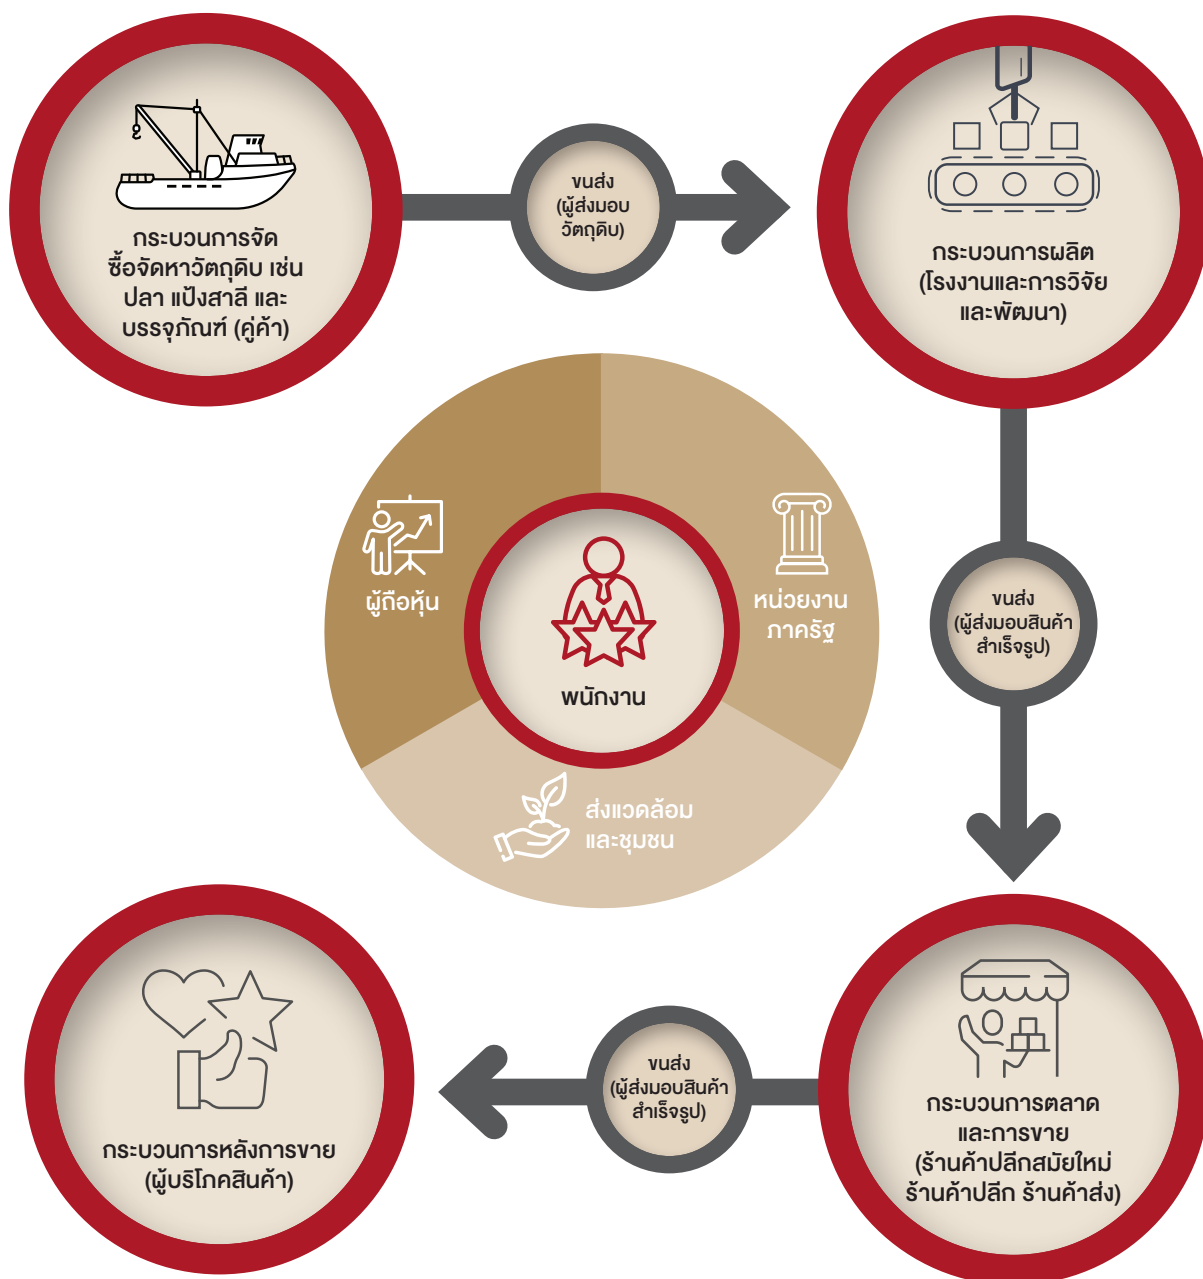 กระบวนการจัด
ซื้อจัดหาวัตถุดิบ เช่น
ปลา แป้งสาลี และ
บรรจุภัณฑ์ (คู่ค้า)
ขนส่ง
(ผู้ส่งมอบ
วัตถุดิบ)
กระบวนการผลิต
(โรงงานและการวิจัย
และพัฒนา)
ผู้ถือหุ้น
หน่วยงาน
ภาครัฐ
พนักงาน
ส่งแวดล้อม
และชุมชน
ขนส่ง
(ผู้ส่งมอบสินค้า
สำเร็จรูป)
กระบวนการตลาด
และการขาย
(ร้านค้าปลีกสมัยใหม่
ร้านค้าปลีก ร้านค้าส่ง)
ขนส่ง
(ผู้ส่งมอบสินค้า
สำเร็จรูป)
กระบวนการหลังการขาย
(ผู้บริโภคสินค้า)